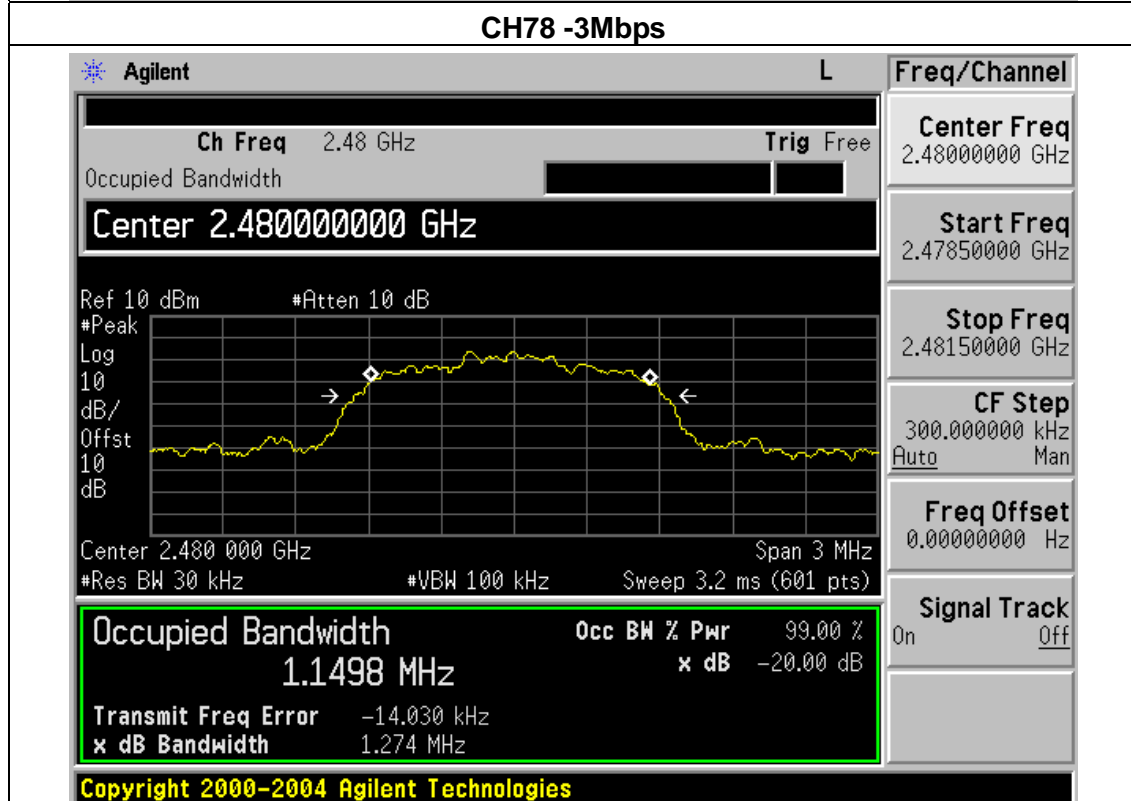 CH78 -3Mbps
Agilent L Freq/Channel
Ch Freq 2.48 GHz Trig Free
Occupied Bandwidth
Center 2.480000000 GHz
Center Freq
2.48000000 GHz
Start Freq
2.47850000 GHz
Stop Freq
2.48150000 GHz
CF Step
300.000000 kHz
Auto Man
Freq Offset
0.00000000 Hz
Signal Track
On Off
Ref 10 dBm #Atten 10 dB
#Peak
Log
10
dB/
Offst
10
dB
Center 2.480 000 GHz Span 3 MHz
#Res BW 30 kHz #VBW 100 kHz Sweep 3.2 ms (601 pts)
Occupied Bandwidth Occ BW % Pwr 99.00 %
1.1498 MHz x dB -20.00 dB
Transmit Freq Error -14.030 kHz
x dB Bandwidth 1.274 MHz
Copyright 2000-2004 Agilent Technologies